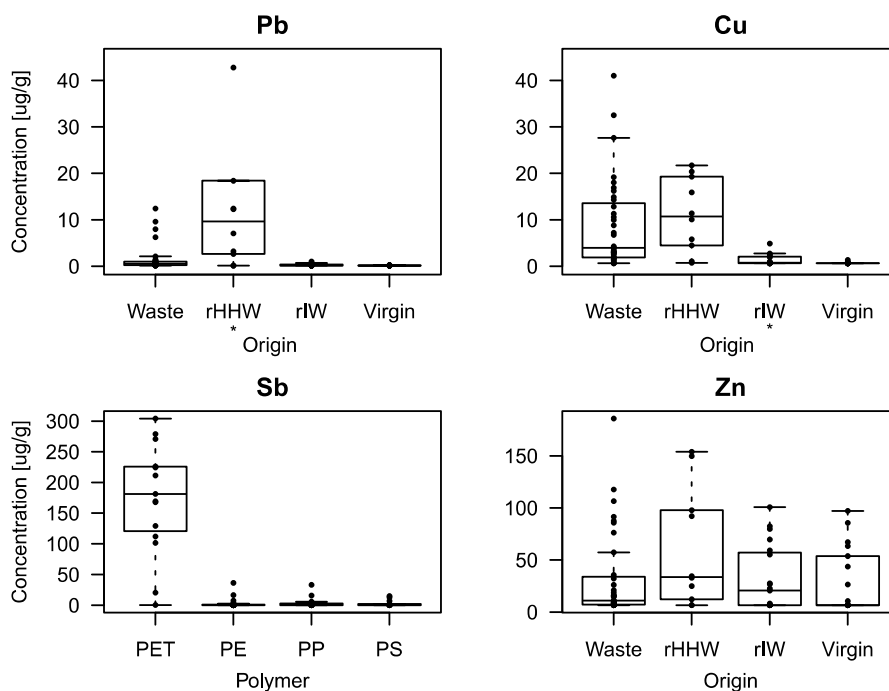 Pb
Concentration [ug/g]
40
30
20
10
0
Waste rHHW rIW Virgin
*
Origin
Cu
40
30
20
10
0
Waste rHHW rIW Virgin
*
Origin
Sb
Concentration [ug/g]
300
250
200
150
100
50
0
PET PE PP PS
Polymer
Zn
150
100
50
0
Waste rHHW rIW Virgin
Origin